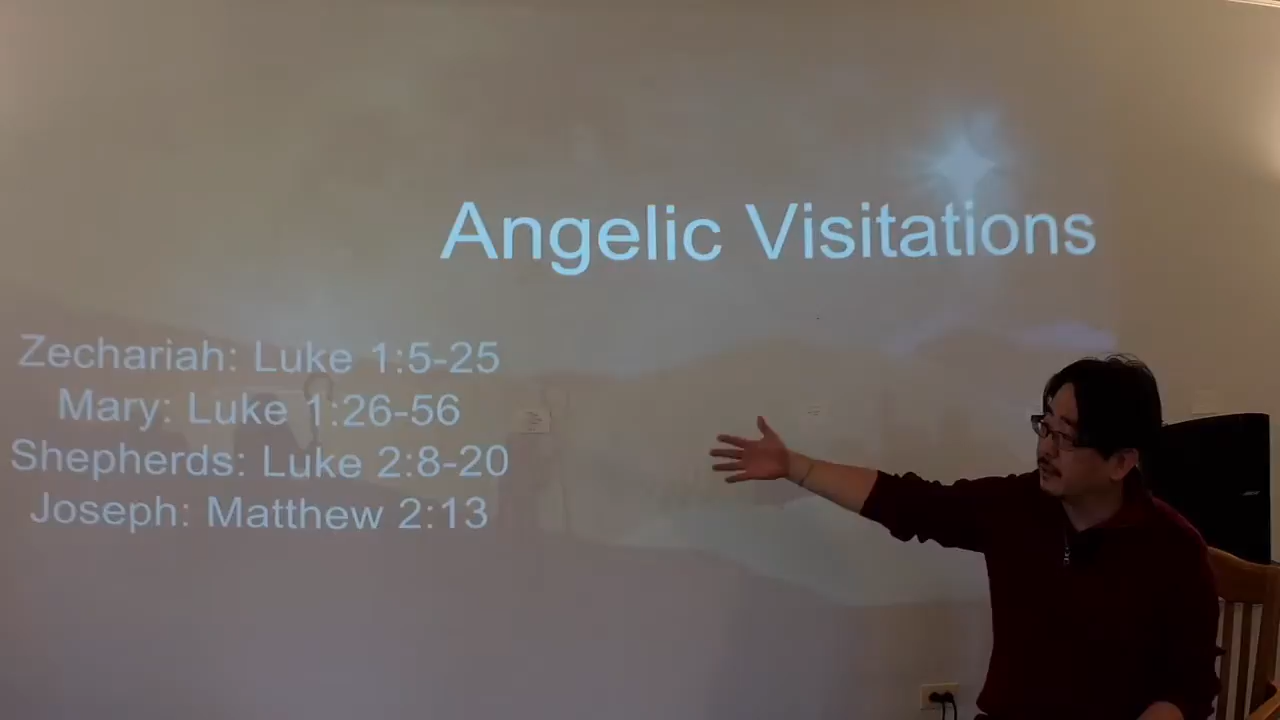 Angelic Visitations
Zechariah: Luke 1:5-25
Mary: Luke 1:26-56
Shepherds: Luke 2:8-20
Joseph: Matthew 2:13